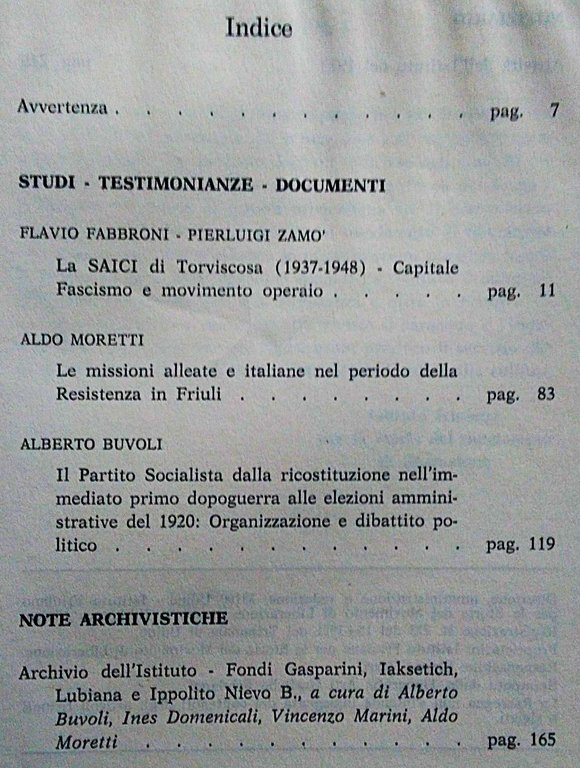 Indice
Avvertenza . . . . . . . . . . . . . pag. 7
STUDI - TESTIMONIANZE - DOCUMENTI
FLAVIO FABBRONI - PIERLUIGI ZAMO'
La SAICI di Torviscosa (1937-1948) - Capitale
Fascismo e movimento operaio . . . . . pag. 11
ALDO MORETTI
Le missioni alleate e italiane nel periodo della
Resistenza in Friuli . . . . . . . . pag. 83
ALBERTO BUVOLI
Il Partito Socialista dalla ricostituzione nell'im-
mediato primo dopoguerra alle elezioni ammini-
strative del 1920: Organizzazione e dibattito po-
litico . . . . . . . . . . . . pag. 119
NOTE ARCHIVISTICHE
Archivio dell'Istituto - Fondi Gasparini, Iaksetich,
Lubiana e Ippolito Nievo B., a cura di Alberto
Buvoli, Ines Domenicali, Vincenzo Marini, Aldo
Moretti . . . . . . . . . . . pag. 165